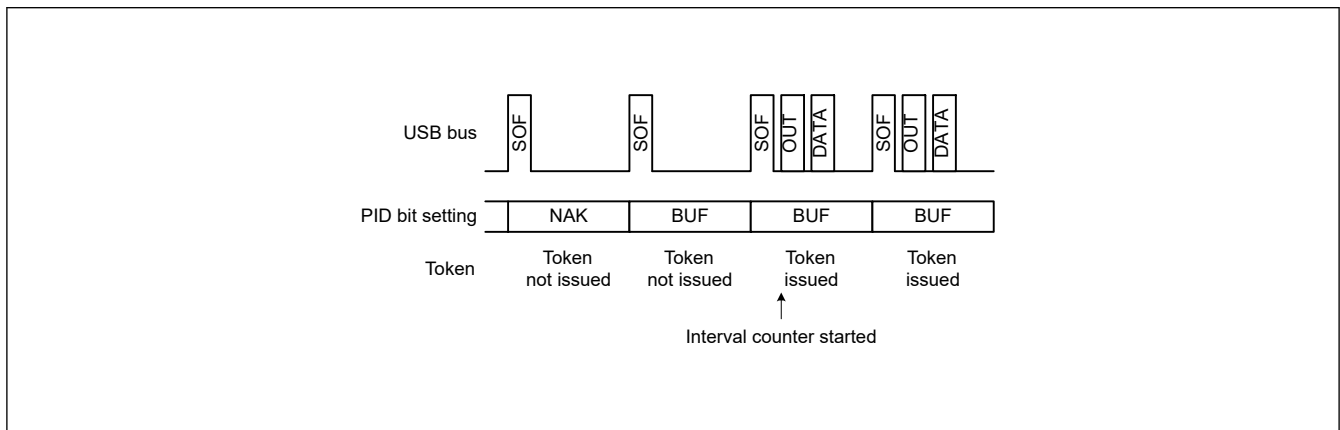 USB bus
SOF
SOF
SOF
OUT
DATA
SOF
OUT
DATA
PID bit setting
NAK
BUF
BUF
BUF
Token
Token
not issued
Token
not issued
Token
issued
Token
issued
Interval counter started